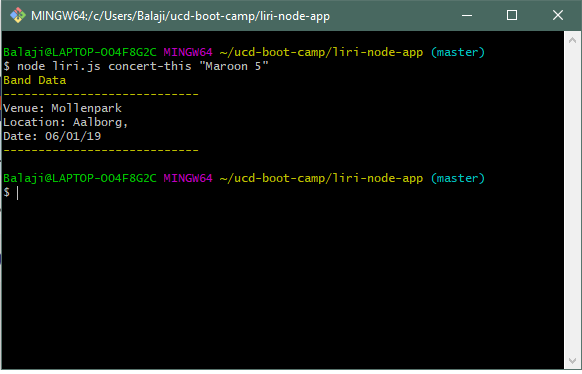 MINGW64:/c/Users/Balaji/ucd-boot-camp/liri-node-app
Balaji@LAPTOP-OO4F8G2C MINGW64 ~/ucd-boot-camp/liri-node-app (master)
$ node liri.js concert-this "Maroon 5"
Band Data
----------------------------
Venue: Mollenpark
Location: Aalborg,
Date: 06/01/19
----------------------------
Balaji@LAPTOP-OO4F8G2C MINGW64 ~/ucd-boot-camp/liri-node-app (master)
$